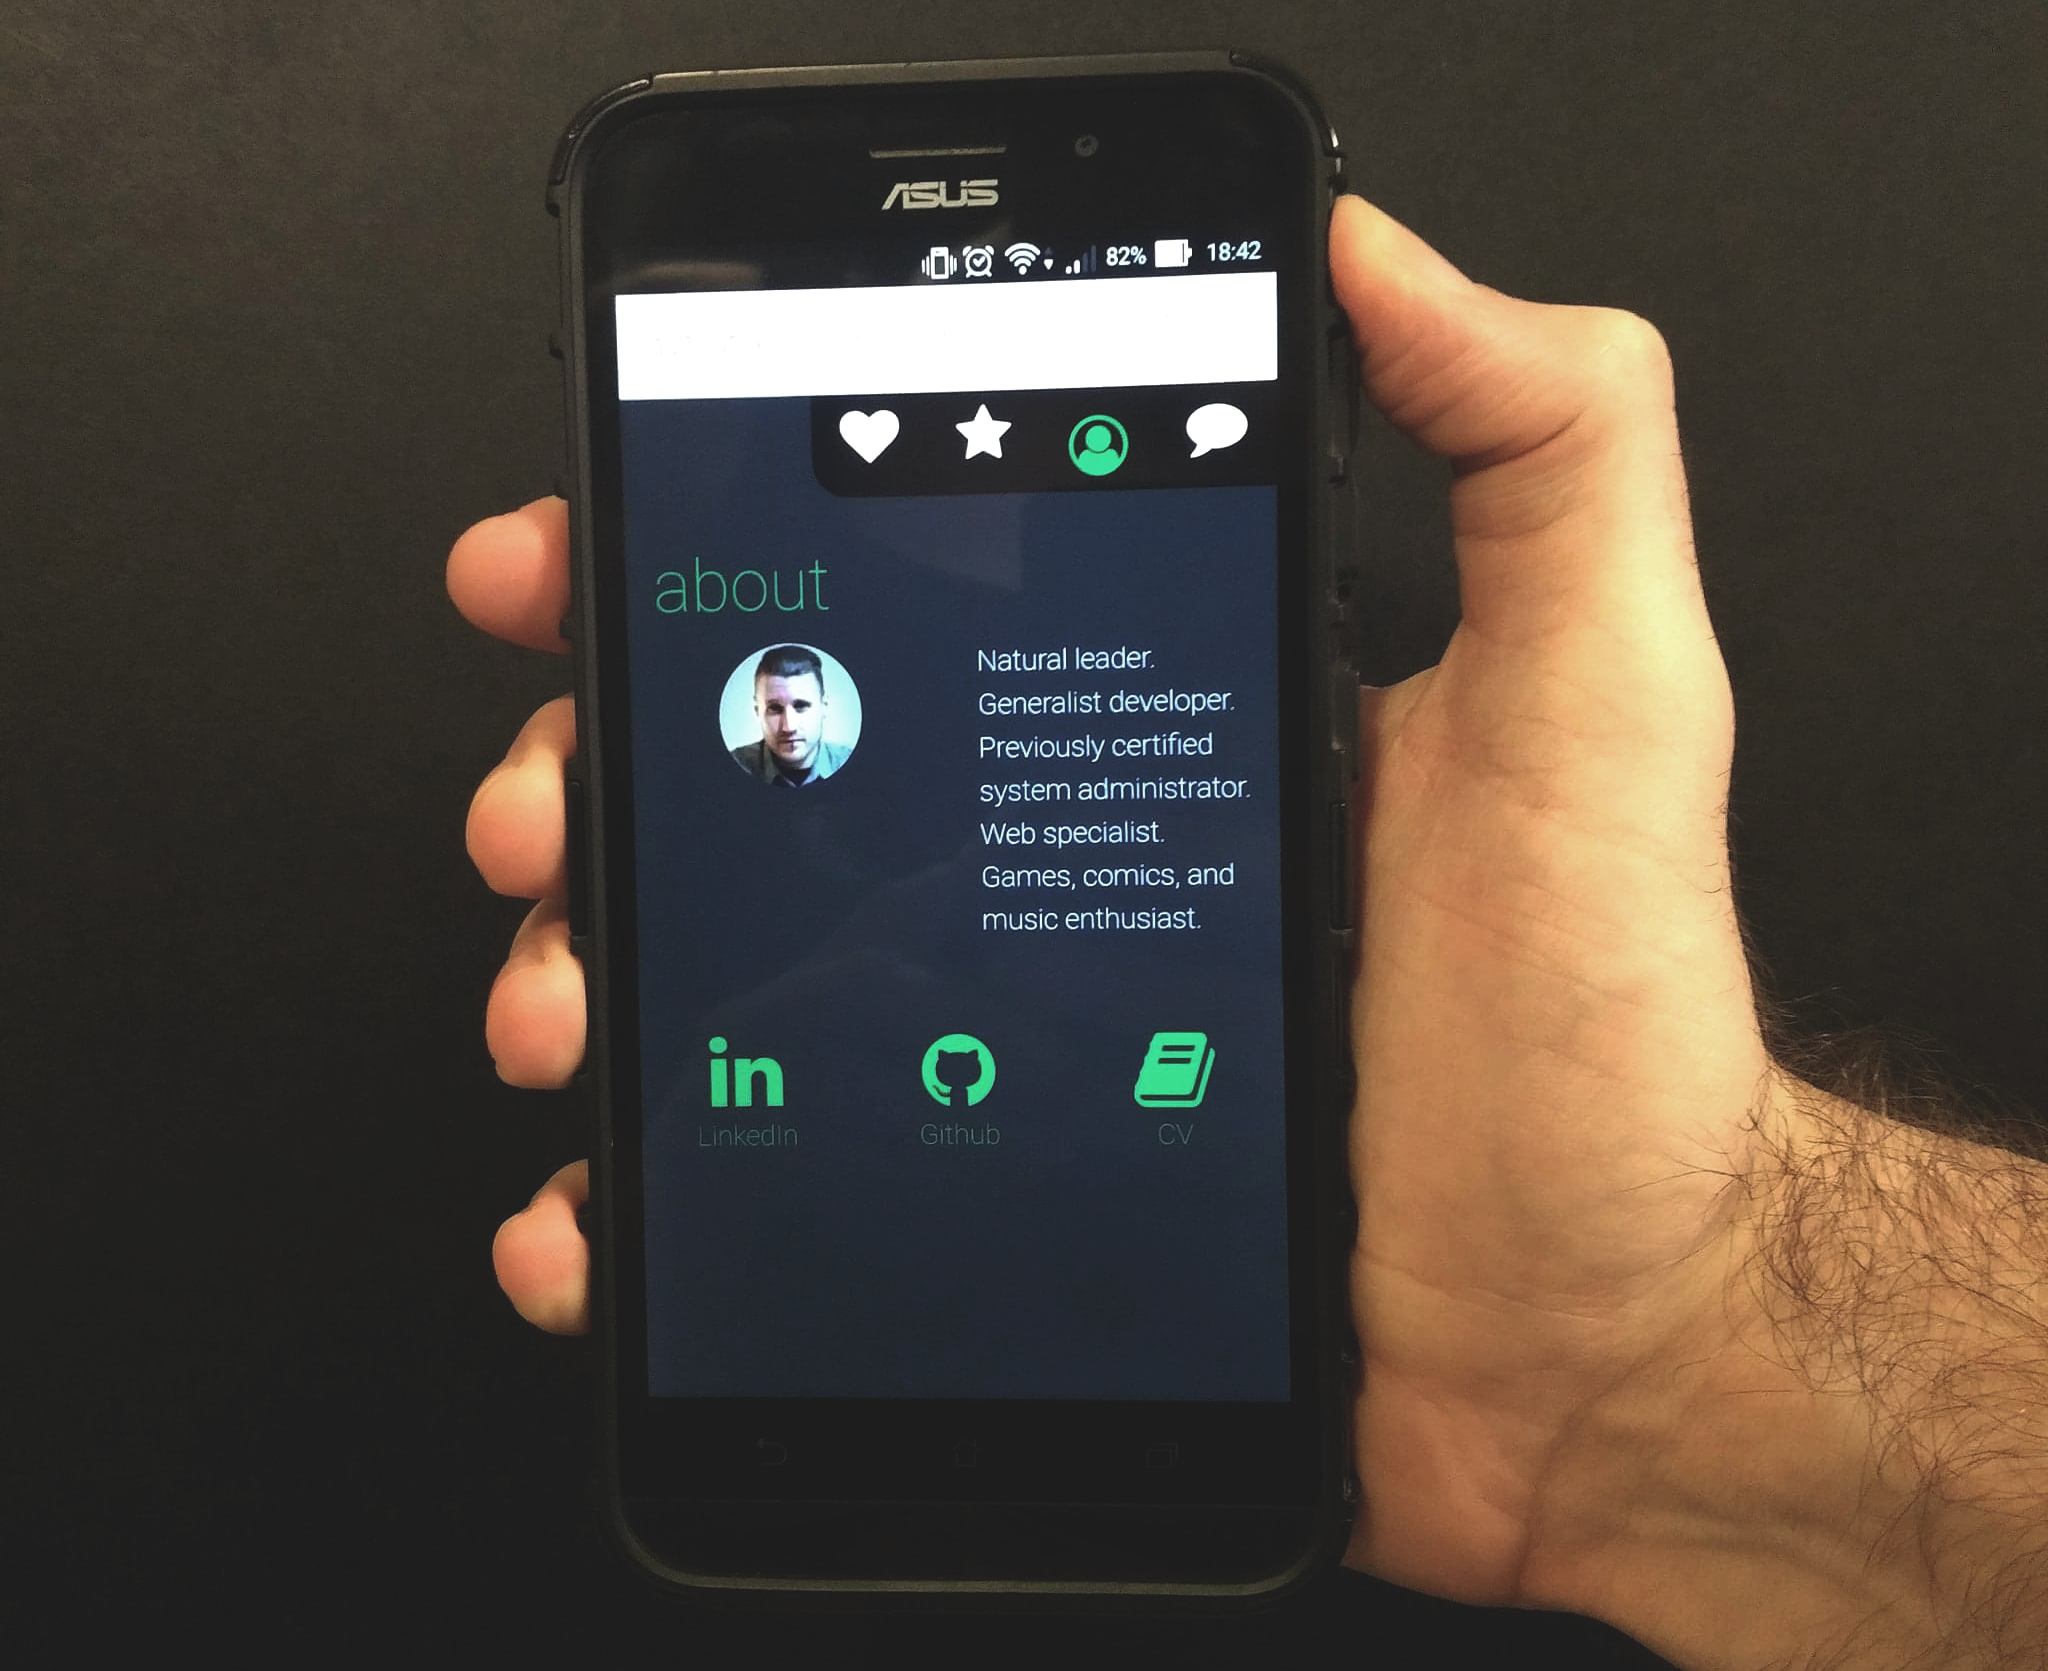 ASUS
82% 18:42
about
Natural leader.
Generalist developer.
Previously certified
system administrator.
Web specialist.
Games, comics, and
music enthusiast.
in
LinkedIn Github CV